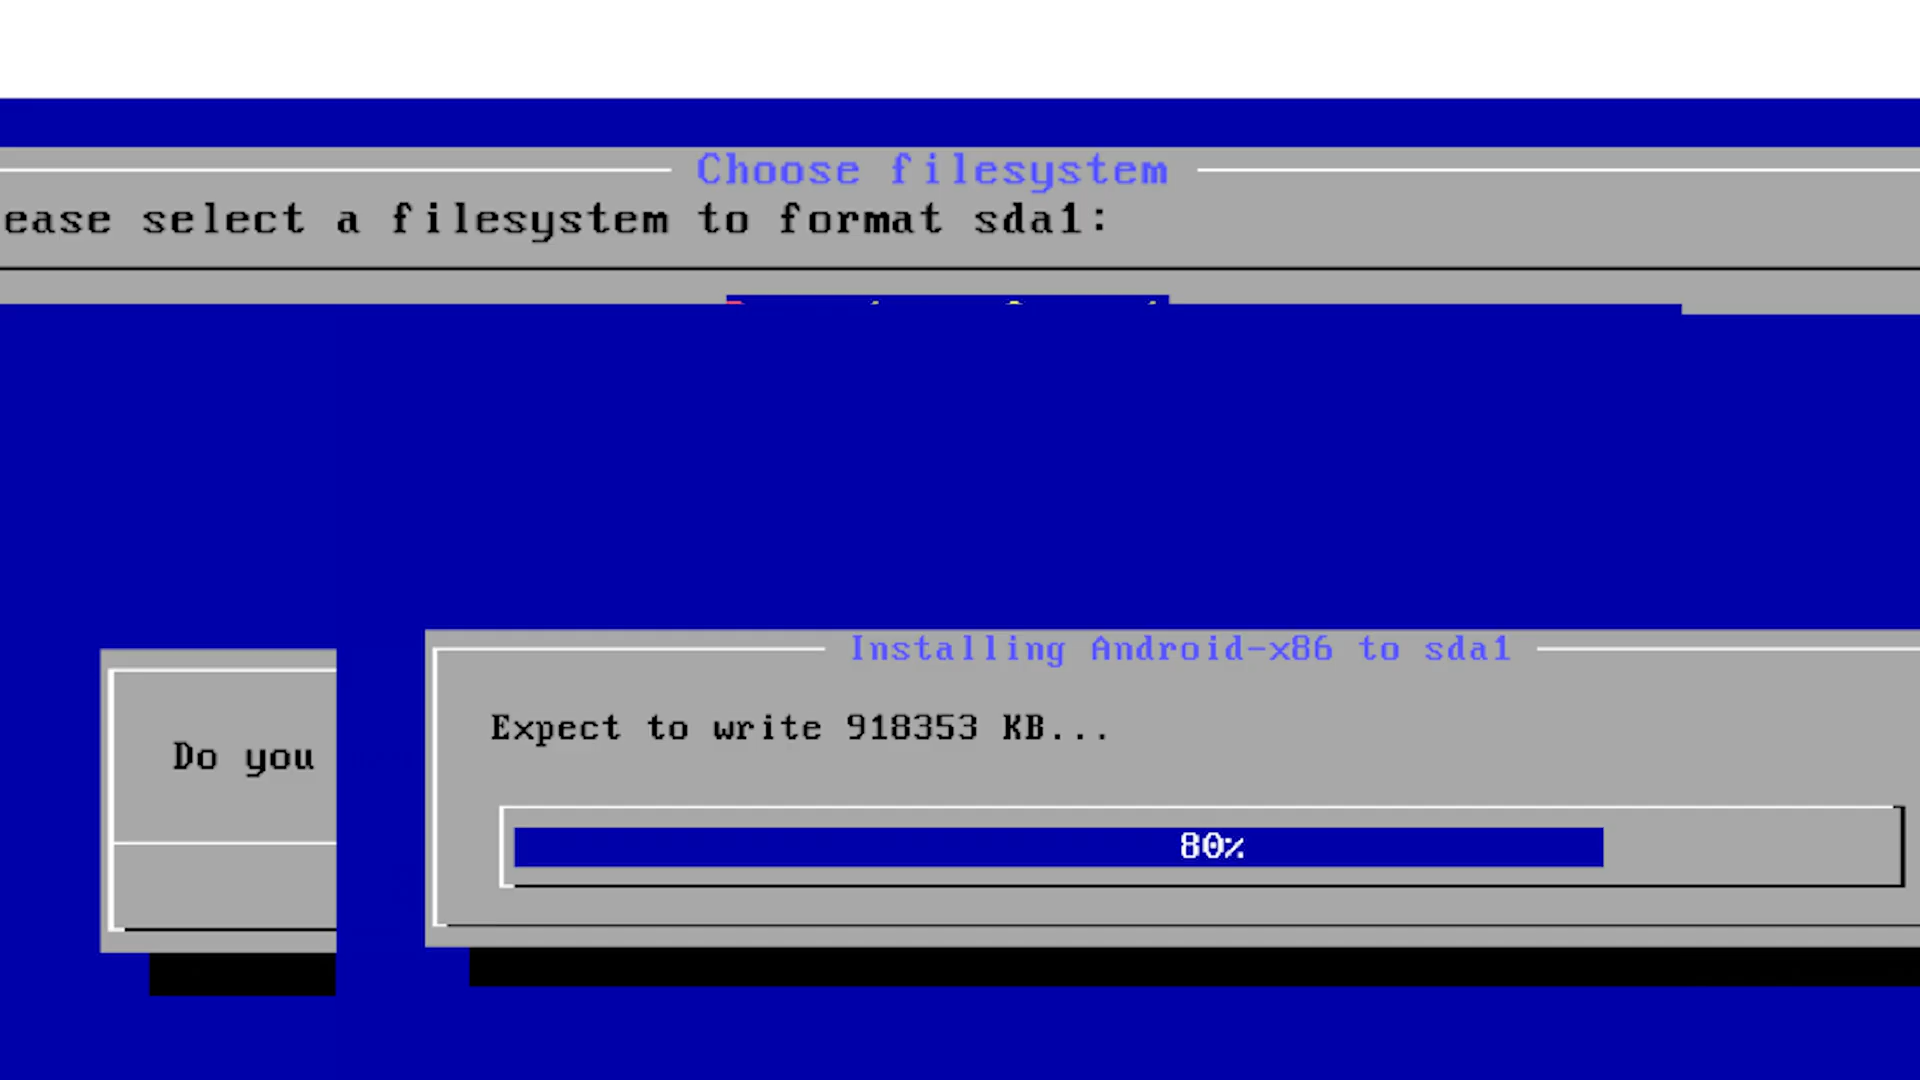 Choose filesystem
ease select a filesystem to format sda1:
Installing Android-x86 to sda1
Expect to write 918353 KB...
Do you
80%